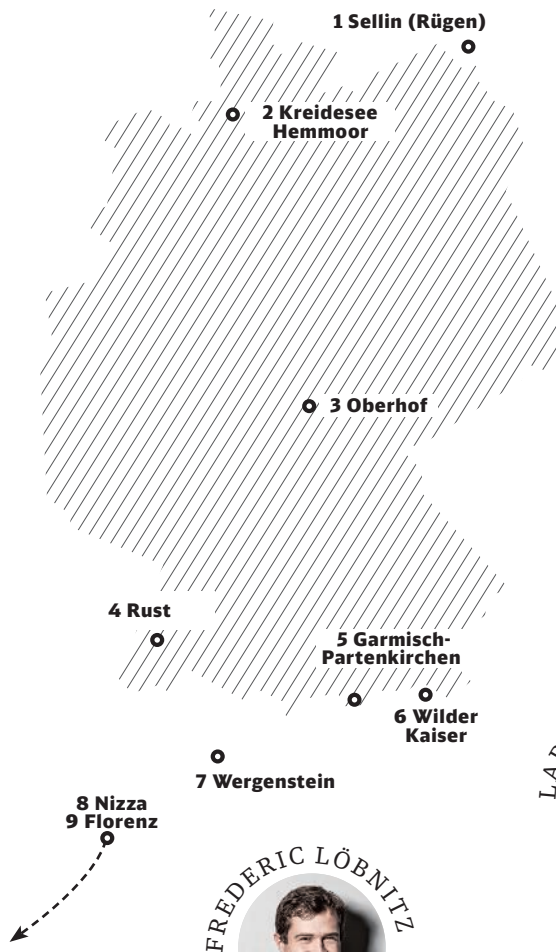 1 Sellin (Rügen)
2 Kreidesee
Hemmoor
3 Oberhof
4 Rust
5 Garmisch-
Partenkirchen
6 Wilder
Kaiser
7 Wergenstein
8 Nizza
9 Florenz
FREDERIC LÖBNITZ